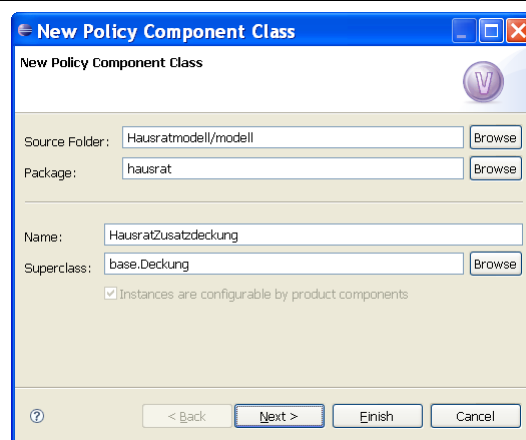 New Policy Component Class
New Policy Component Class
V
Source Folder: Hausratmodell/modell Browse
Package: hausrat Browse
Name: HausratZusatzdeckung
Superclass: base.Deckung Browse
Instances are configurable by product components
? < Back Next > Finish Cancel